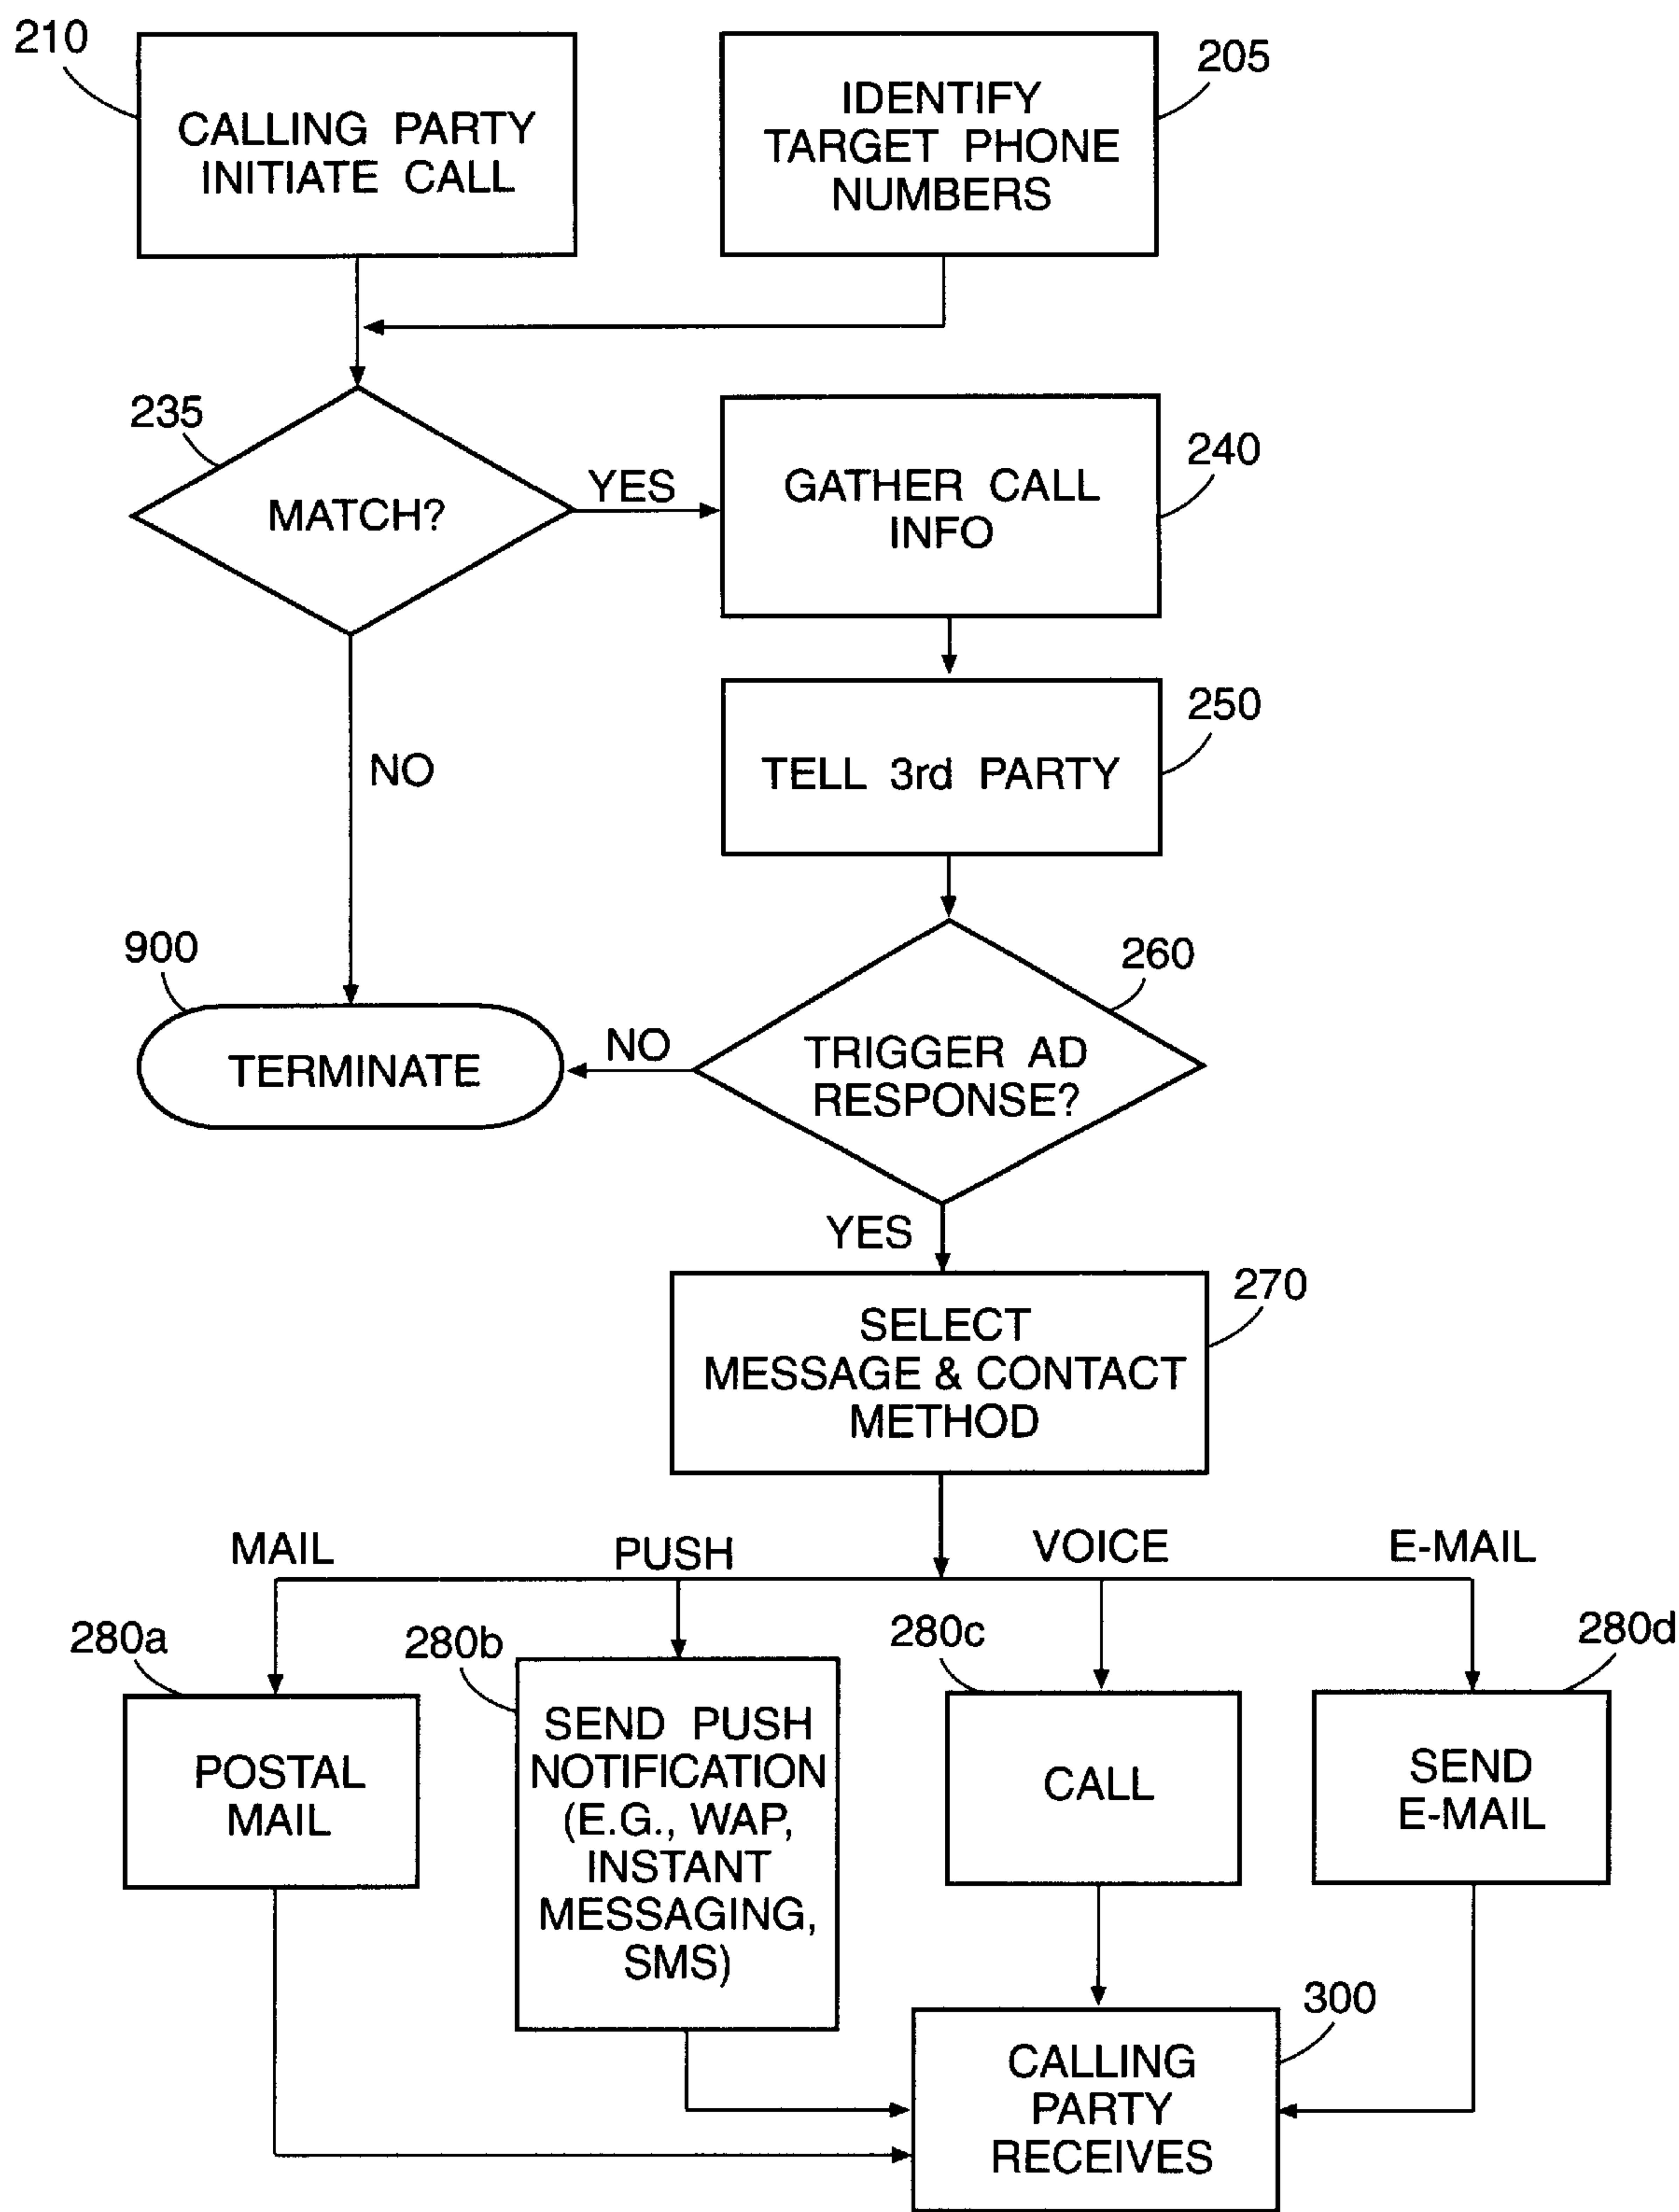 210
CALLING PARTY
INITIATE CALL
205
IDENTIFY
TARGET PHONE
NUMBERS
235
MATCH?
YES
240
GATHER CALL
INFO
NO
250
TELL 3rd PARTY
900
TERMINATE
NO
260
TRIGGER AD
RESPONSE?
YES
270
SELECT
MESSAGE & CONTACT
METHOD
MAIL
PUSH
VOICE
E-MAIL
280a
POSTAL
MAIL
280b
SEND PUSH
NOTIFICATION
(E.G., WAP,
INSTANT
MESSAGING,
SMS)
280c
CALL
280d
SEND
E-MAIL
300
CALLING
PARTY
RECEIVES